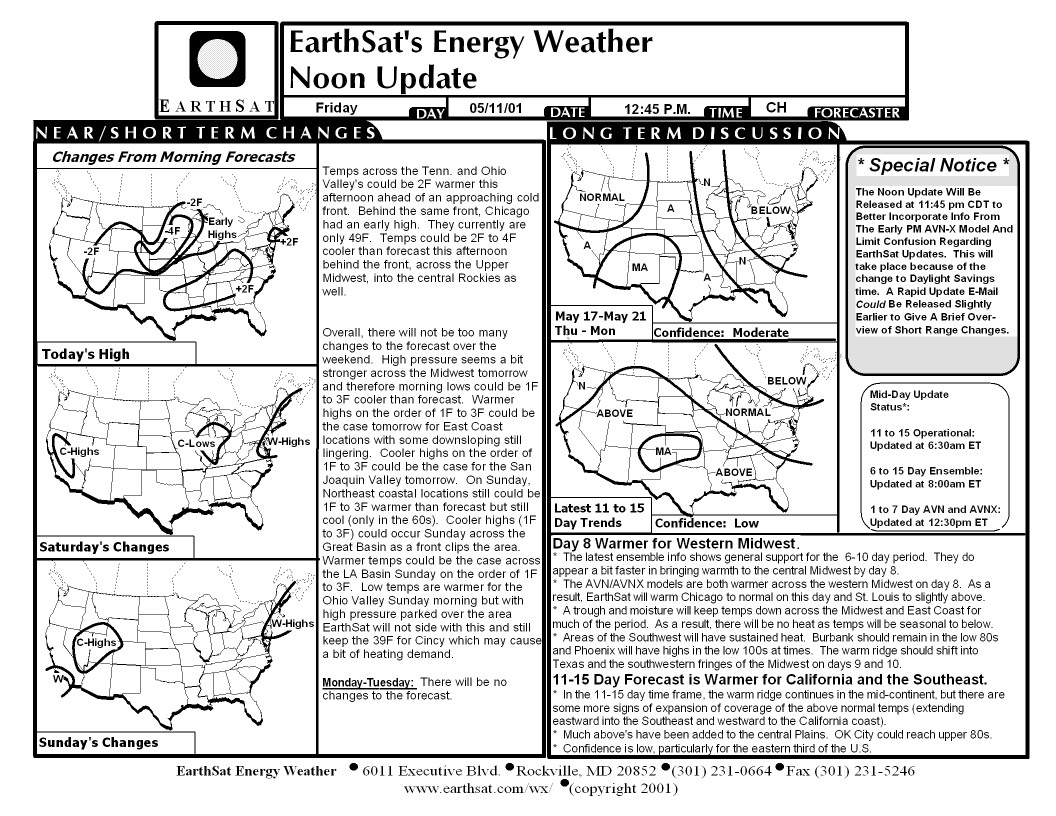 EARTHSAT
EarthSat's Energy Weather
Noon Update
Friday DAY 05/11/01 DATE 12:45 P.M. TIME CH FORECASTER
NEAR/SHORT TERM CHANGES
Changes From Morning Forecasts
-2F
-4F
Early
Highs
-2F
+2F
+2F
Today's High
C-Highs
C-Lows
W-Highs
Saturday's Changes
C-Highs
W-Highs
W
Sunday's Changes
Temps across the Tenn. and Ohio
Valley's could be 2F warmer this
afternoon ahead of an approaching cold
front. Behind the same front, Chicago
had an early high. They currently are
only 49F. Temps could be 2F to 4F
cooler than forecast this afternoon
behind the front, across the Upper
Midwest, into the central Rockies as
well.
Overall, there will not be too many
changes to the forecast over the
weekend. High pressure seems a bit
stronger across the Midwest tomorrow
and therefore morning lows could be 1F
to 3F cooler than forecast. Warmer
highs on the order of 1F to 3F could be
the case tomorrow for East Coast
locations with some downsloping still
lingering. Cooler highs on the order of
1F to 3F could be the case for the San
Joaquin Valley tomorrow. On Sunday,
Northeast coastal locations still could be
1F to 3F warmer than forecast but still
cool (only in the 60s). Cooler highs (1F
to 3F) could occur Sunday across the
Great Basin as a front clips the area.
Warmer temps could be the case across
the LA Basin Sunday on the order of 1F
to 3F. Low temps are warmer for the
Ohio Valley Sunday morning but with
high pressure parked over the area
EarthSat will not side with this and still
keep the 39F for Cincy which may cause
a bit of heating demand.
Monday-Tuesday: There will be no
changes to the forecast.
LONG TERM DISCUSSION
NORMAL
A
N
BELOW
A
MA
A
N
May 17-May 21
Thu - Mon
Confidence: Moderate
N
ABOVE
BELOW
NORMAL
MA
ABOVE
Latest 11 to 15
Day Trends
Confidence: Low
* Special Notice *
The Noon Update Will Be
Released at 11:45 pm CDT to
Better Incorporate Info From
The Early PM AVN-X Model And
Limit Confusion Regarding
EarthSat Updates. This will
take place because of the
change to Daylight Savings
time. A Rapid Update E-Mail
Could Be Released Slightly
Earlier to Give A Brief Over-
view of Short Range Changes.
Mid-Day Update
Status*:
11 to 15 Operational:
Updated at 6:30am ET
6 to 15 Day Ensemble:
Updated at 8:00am ET
1 to 7 Day AVN and AVNX:
Updated at 12:30pm ET
Day 8 Warmer for Western Midwest.
* The latest ensemble info shows general support for the 6-10 day period. They do
appear a bit faster in bringing warmth to the central Midwest by day 8.
* The AVN/AVNX models are both warmer across the western Midwest on day 8. As a
result, EarthSat will warm Chicago to normal on this day and St. Louis to slightly above.
* A trough and moisture will keep temps down across the Midwest and East Coast for
much of the period. As a result, there will be no heat as temps will be seasonal to below.
* Areas of the Southwest will have sustained heat. Burbank should remain in the low 80s
and Phoenix will have highs in the low 100s at times. The warm ridge should shift into
Texas and the southwestern fringes of the Midwest on days 9 and 10.
11-15 Day Forecast is Warmer for California and the Southeast.
* In the 11-15 day time frame, the warm ridge continues in the mid-continent, but there are
some more signs of expansion of coverage of the above normal temps (extending
eastward into the Southeast and westward to the California coast).
* Much above's have been added to the central Plains. OK City could reach upper 80s.
* Confidence is low, particularly for the eastern third of the U.S.
EarthSat Energy Weather ● 6011 Executive Blvd. ● Rockville, MD 20852 ● (301) 231-0664 ● Fax (301) 231-5246
www.earthsat.com/wx/ ● (copyright 2001)